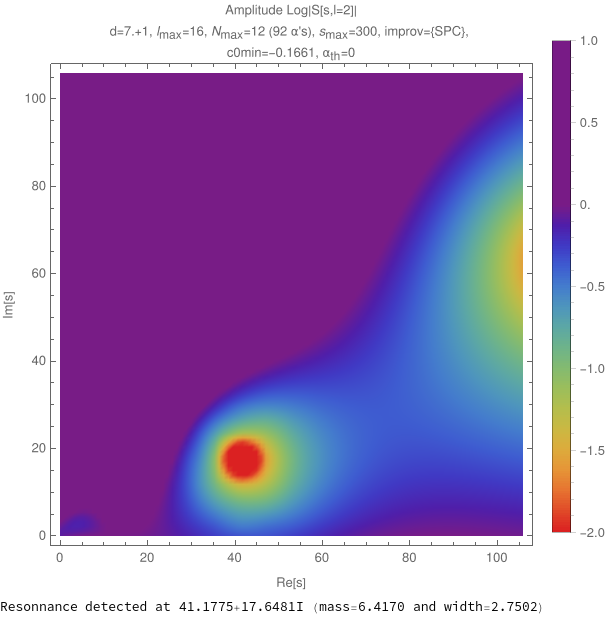 Amplitude Log|S[s,l=2]|
d=7.+1, lmax=16, Nmax=12 (92 α's), smax=300, improv={SPC},
c0min=-0.1661, αth=0
100
80
60
40
20
0
Im[s]
0 20 40 60 80 100
Re[s]
1.0
0.5
0.
-0.5
-1.0
-1.5
-2.0
Resonnance detected at 41.1775+17.6481I (mass=6.4170 and width=2.7502)